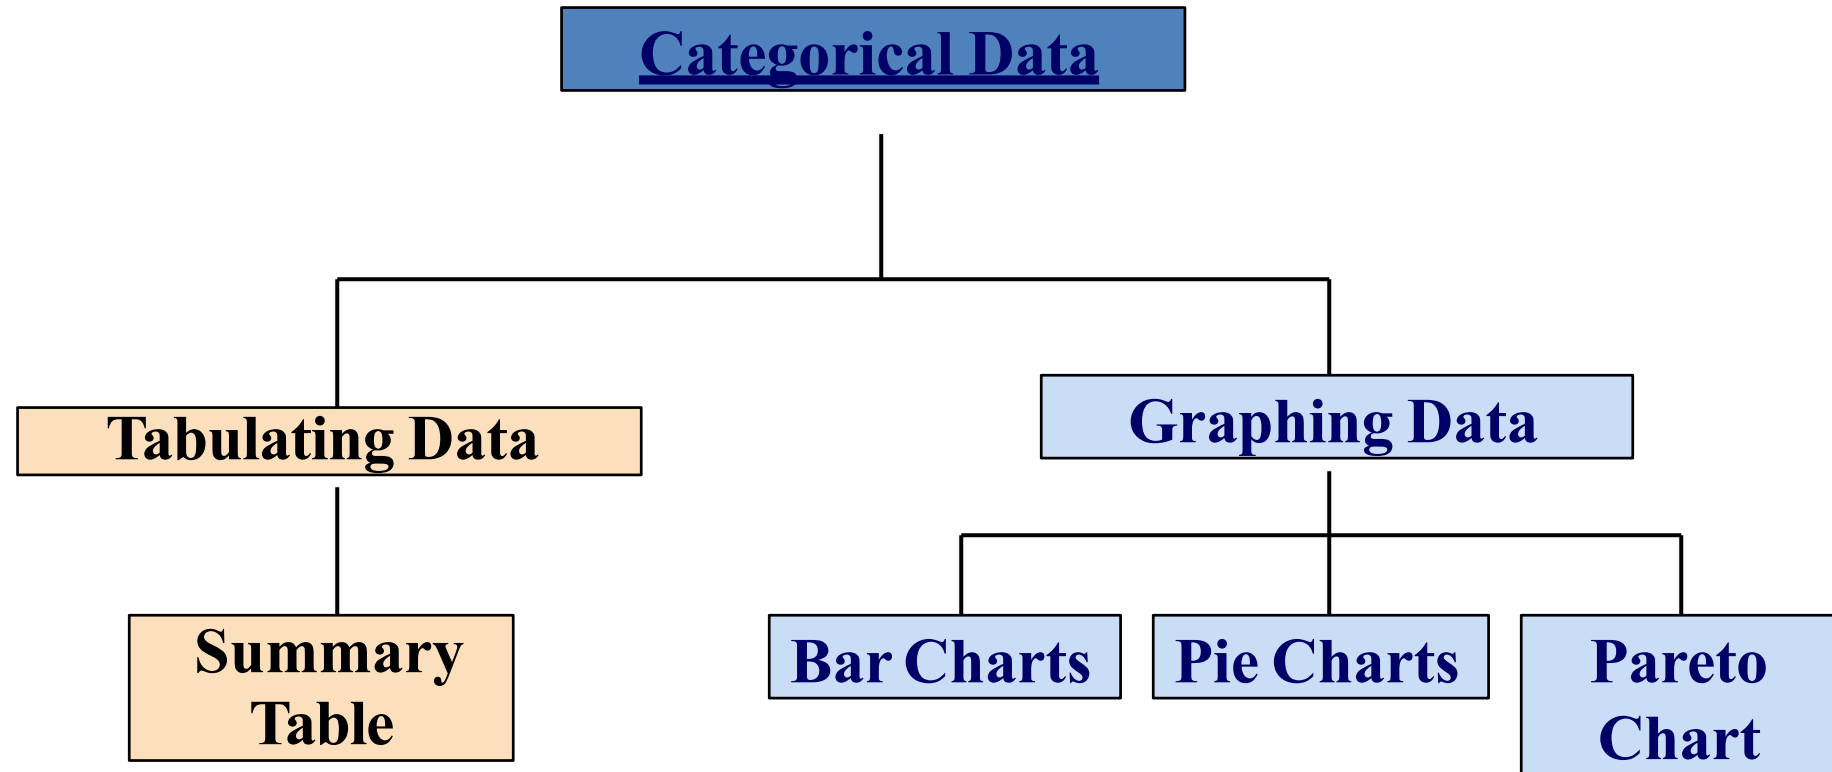 Categorical Data
Tabulating Data
Graphing Data
Summary
Table
Bar Charts
Pie Charts
Pareto
Chart